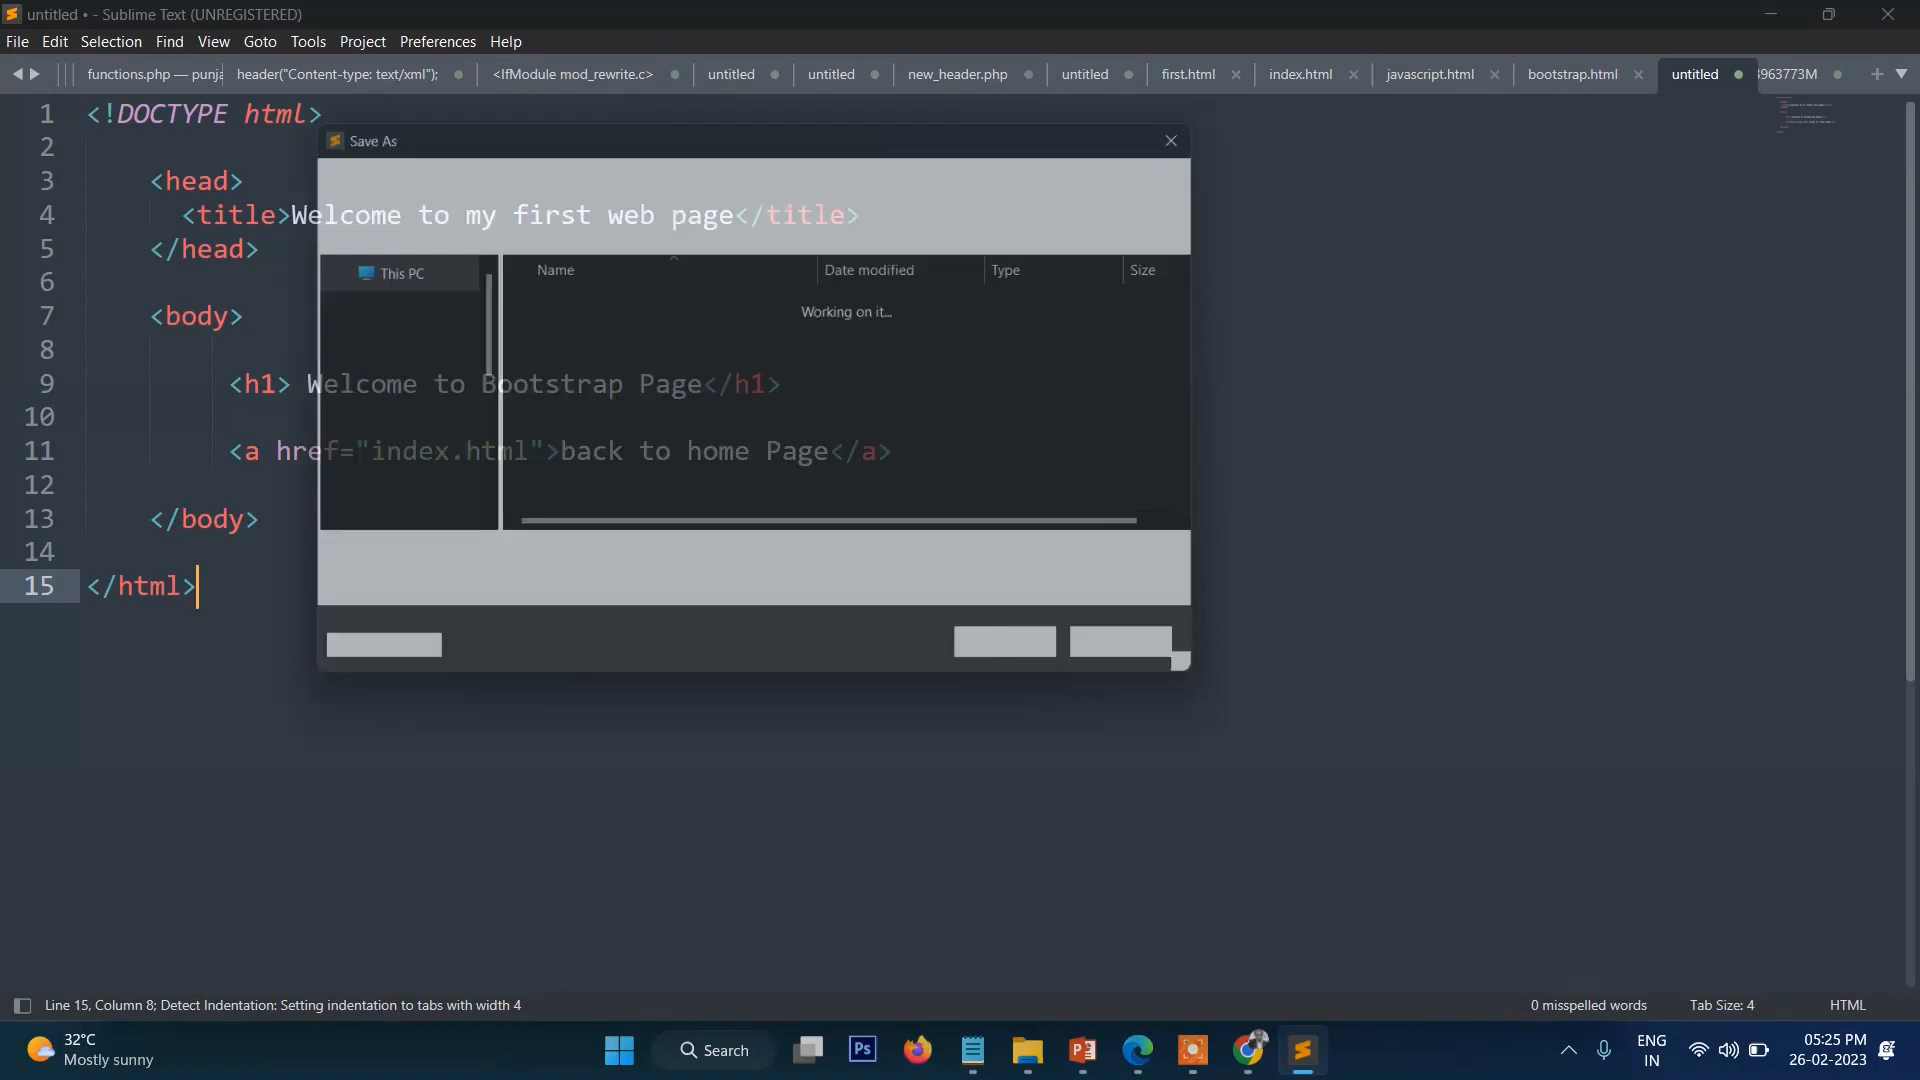 untitled • - Sublime Text (UNREGISTERED)
File Edit Selection Find View Goto Tools Project Preferences Help
functions.php — punja header("Content-type: text/xml"); <IfModule mod_rewrite.c> untitled untitled new_header.php untitled first.html index.html javascript.html bootstrap.html untitled 3963773M
1 <!DOCTYPE html>
2
3 <head>
4 <title>Welcome to my first web page</title>
5 </head>
6
7 <body>
8
9 <h1> Welcome to Bootstrap Page</h1>
10
11 <a href="index.html">back to home Page</a>
12
13 </body>
14
15 </html>
Save As
This PC
Name Date modified Type Size
Working on it...
Line 15, Column 8; Detect Indentation: Setting indentation to tabs with width 4
0 misspelled words Tab Size: 4 HTML
32°C
Mostly sunny
Search
Ps
ENG
IN
05:25 PM
26-02-2023